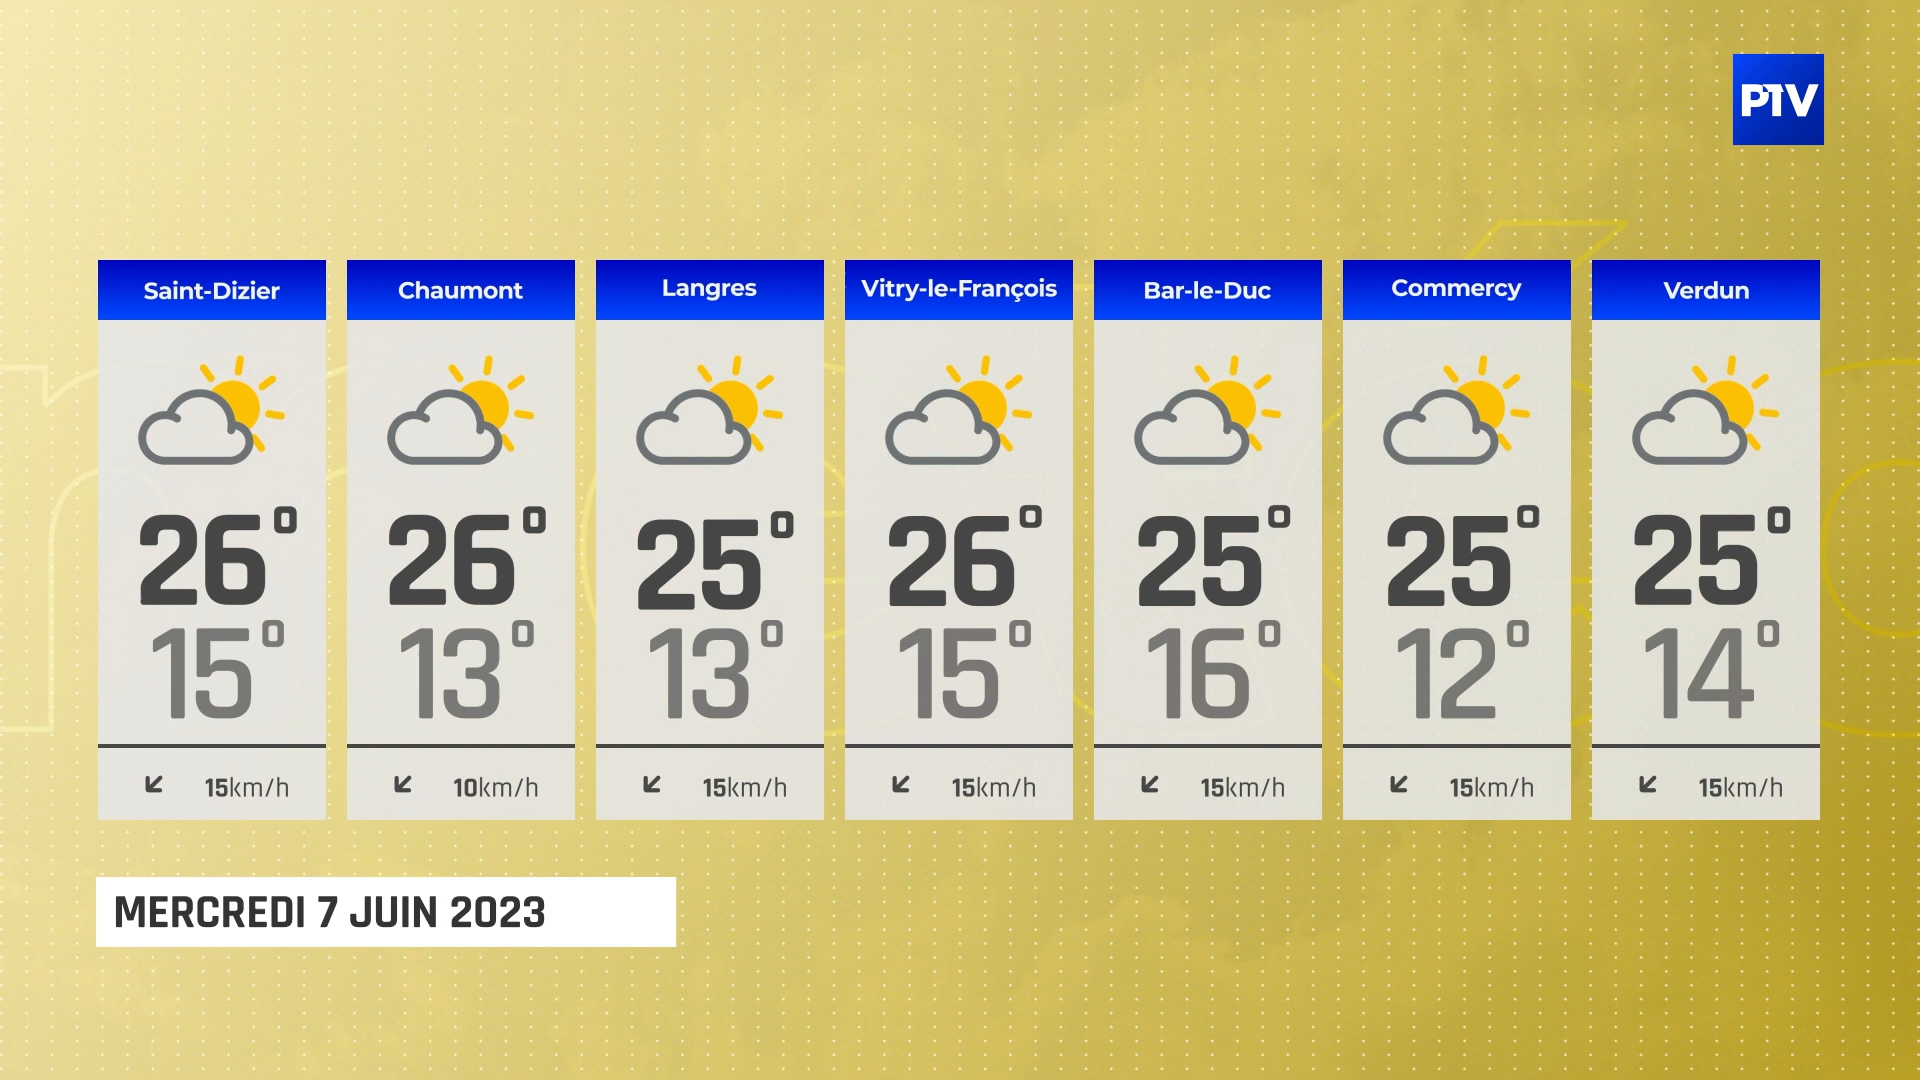 PTV
Saint-Dizier
26°
15°
15km/h
Chaumont
26°
13°
10km/h
Langres
25°
13°
15km/h
Vitry-le-François
26°
15°
15km/h
Bar-le-Duc
25°
16°
15km/h
Commercy
25°
12°
15km/h
Verdun
25°
14°
15km/h
MERCREDI 7 JUIN 2023